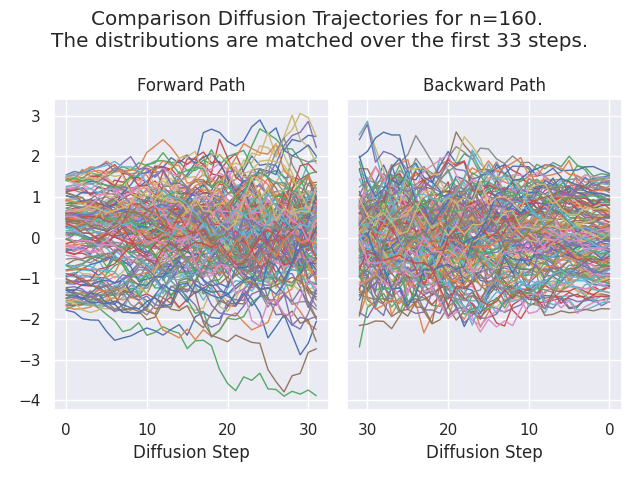 Comparison Diffusion Trajectories for n=160.
The distributions are matched over the first 33 steps.
Forward Path
Backward Path
3
2
1
0
−1
−2
−3
−4
0 10 20 30
30 20 10 0
Diffusion Step
Diffusion Step